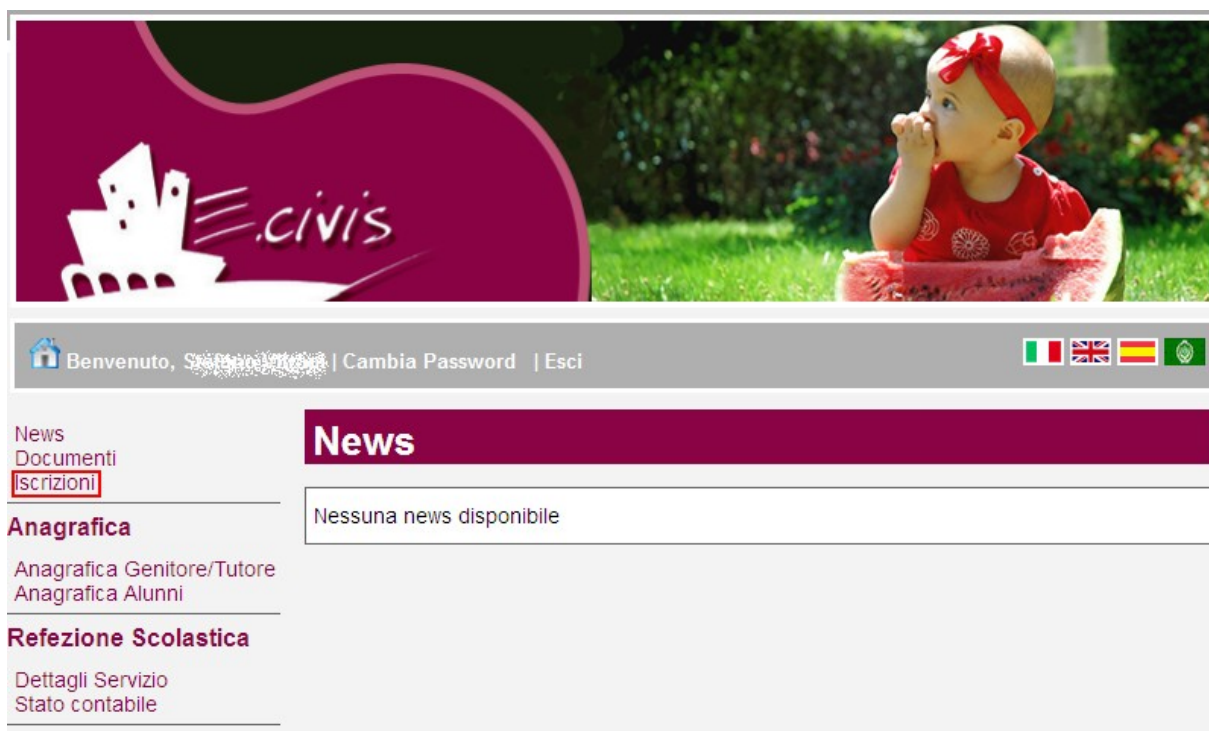 E.civis
Benvenuto, | Cambia Password | Esci
News
Documenti
Iscrizioni
Anagrafica
Anagrafica Genitore/Tutore
Anagrafica Alunni
Refezione Scolastica
Dettagli Servizio
Stato contabile
News
Nessuna news disponibile